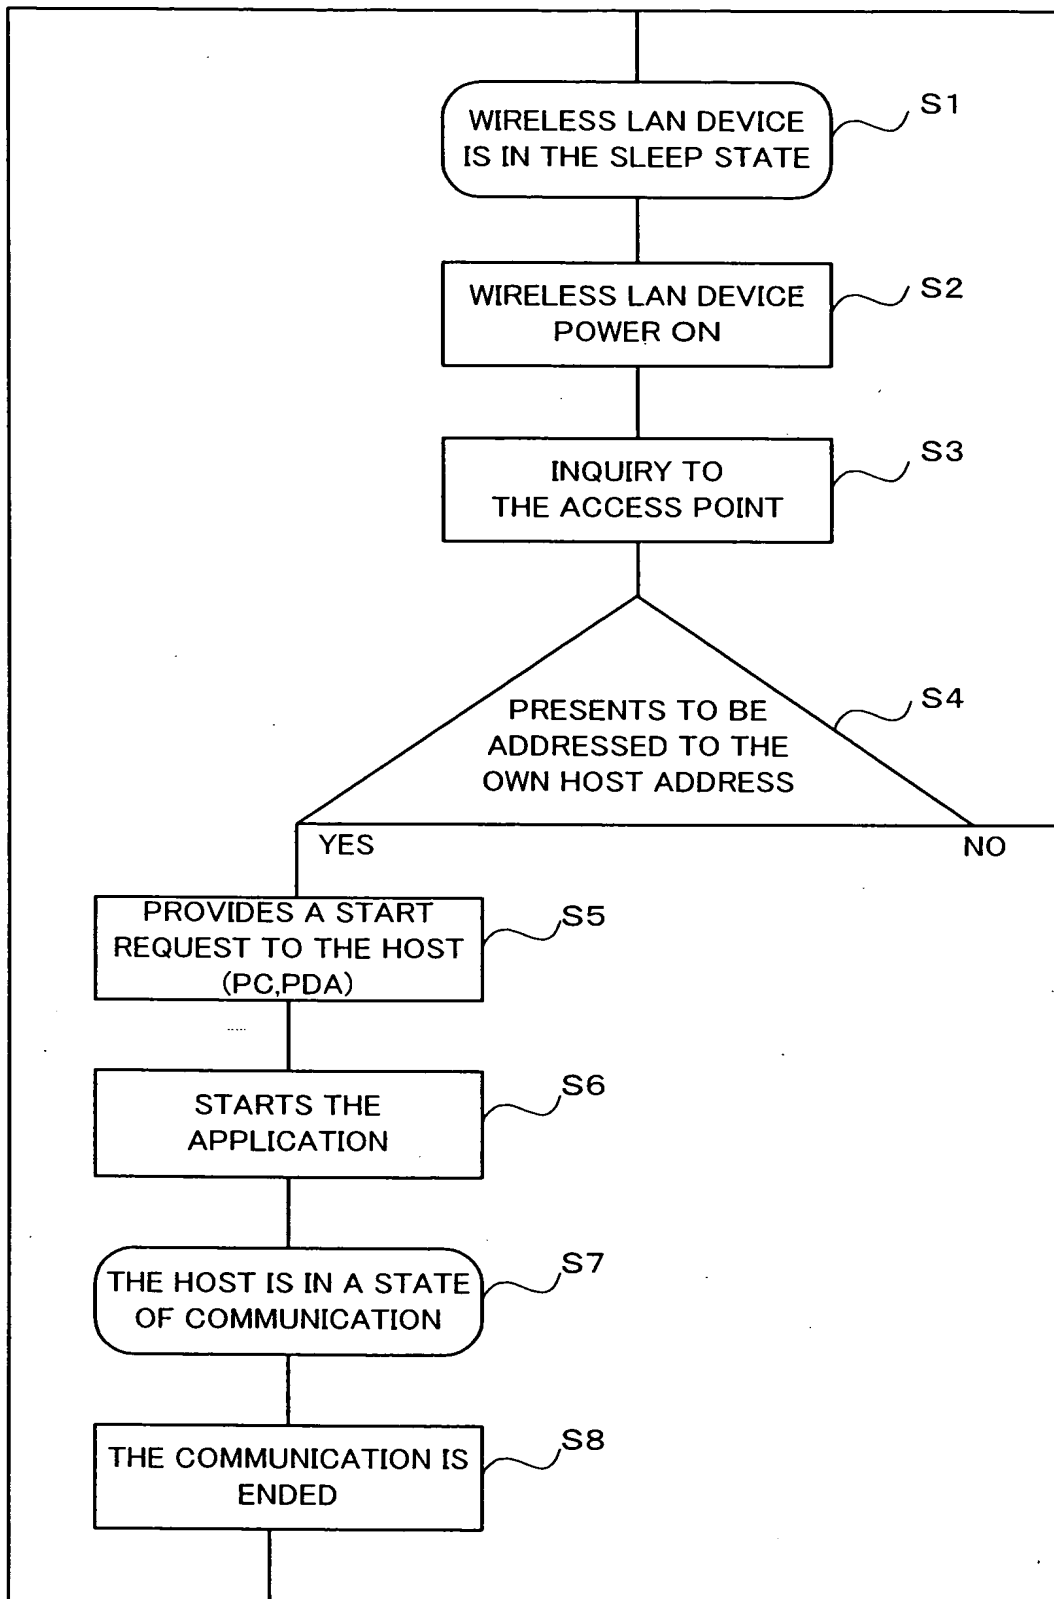 WIRELESS LAN DEVICE
IS IN THE SLEEP STATE
S1
WIRELESS LAN DEVICE
POWER ON
S2
INQUIRY TO
THE ACCESS POINT
S3
PRESENTS TO BE
ADDRESSED TO THE
OWN HOST ADDRESS
S4
YES
NO
PROVIDES A START
REQUEST TO THE HOST
(PC,PDA)
S5
STARTS THE
APPLICATION
S6
THE HOST IS IN A STATE
OF COMMUNICATION
S7
THE COMMUNICATION IS
ENDED
S8